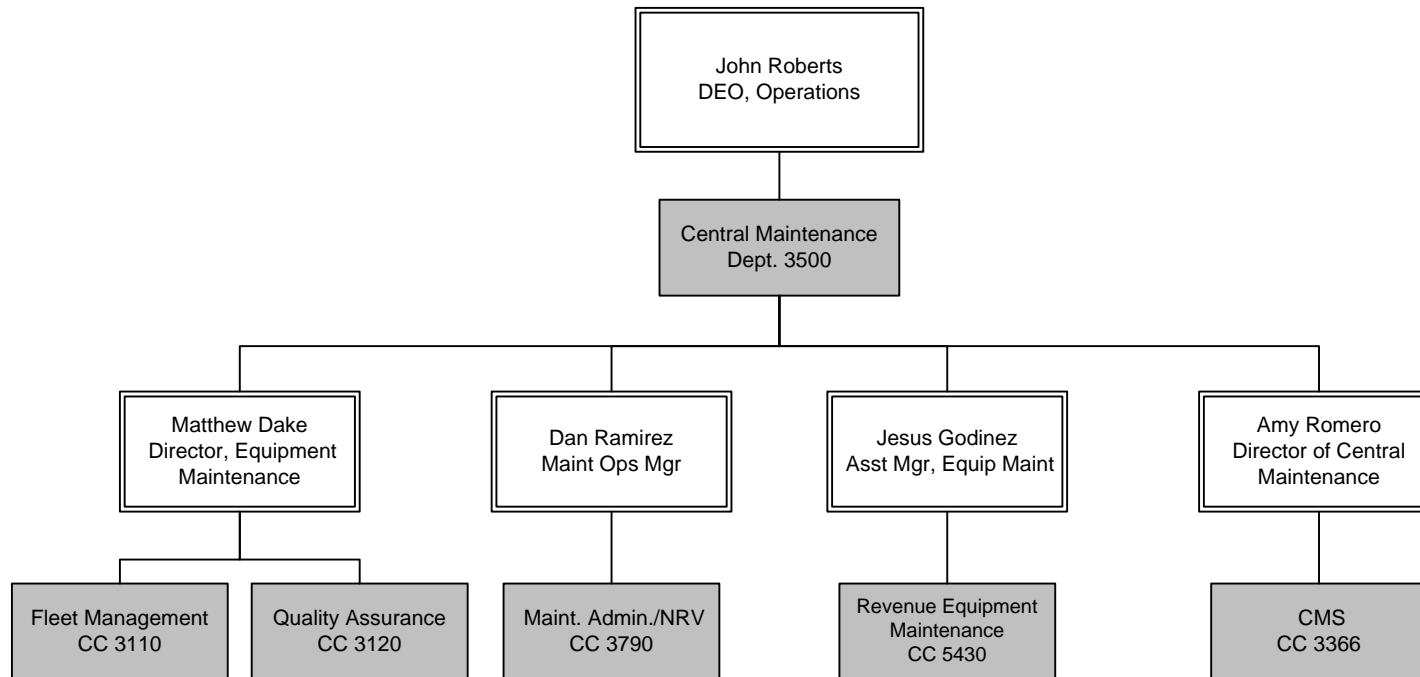 John Roberts
DEO, Operations
Central Maintenance
Dept. 3500
Matthew Dake
Director, Equipment
Maintenance
Dan Ramirez
Maint Ops Mgr
Jesus Godinez
Asst Mgr, Equip Maint
Amy Romero
Director of Central
Maintenance
Fleet Management
CC 3110
Quality Assurance
CC 3120
Maint. Admin./NRV
CC 3790
Revenue Equipment
Maintenance
CC 5430
CMS
CC 3366